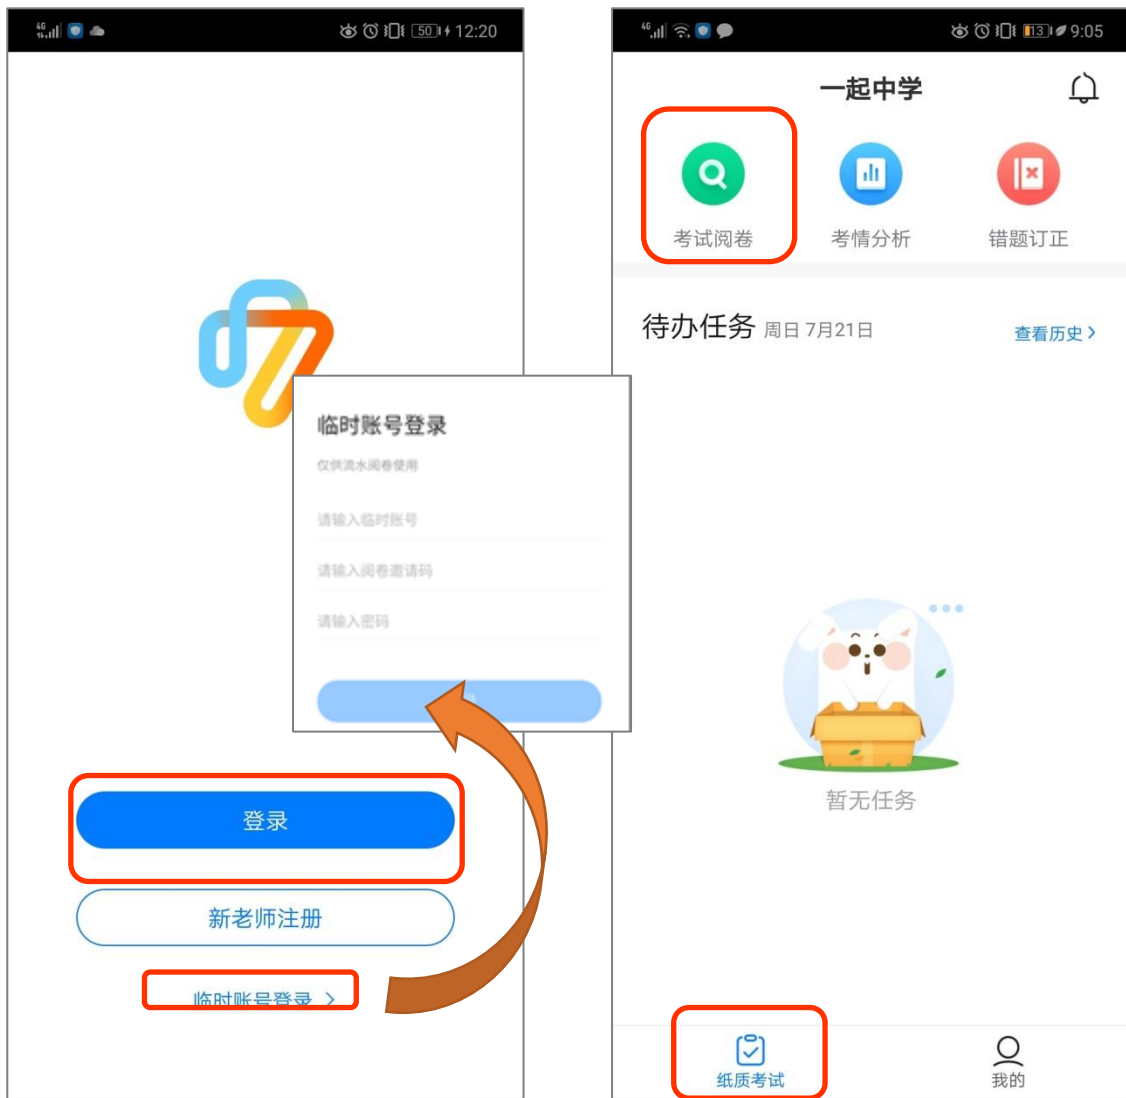 4G
50 12:20
临时账号登录
仅供流水阅卷使用
请输入临时账号
请输入阅卷邀请码
请输入密码
登录
新老师注册
临时账号登录 >
4G
13 9:05
一起中学
考试阅卷
考情分析
错题订正
待办任务 周日 7月21日
查看历史 >
暂无任务
纸质考试
我的